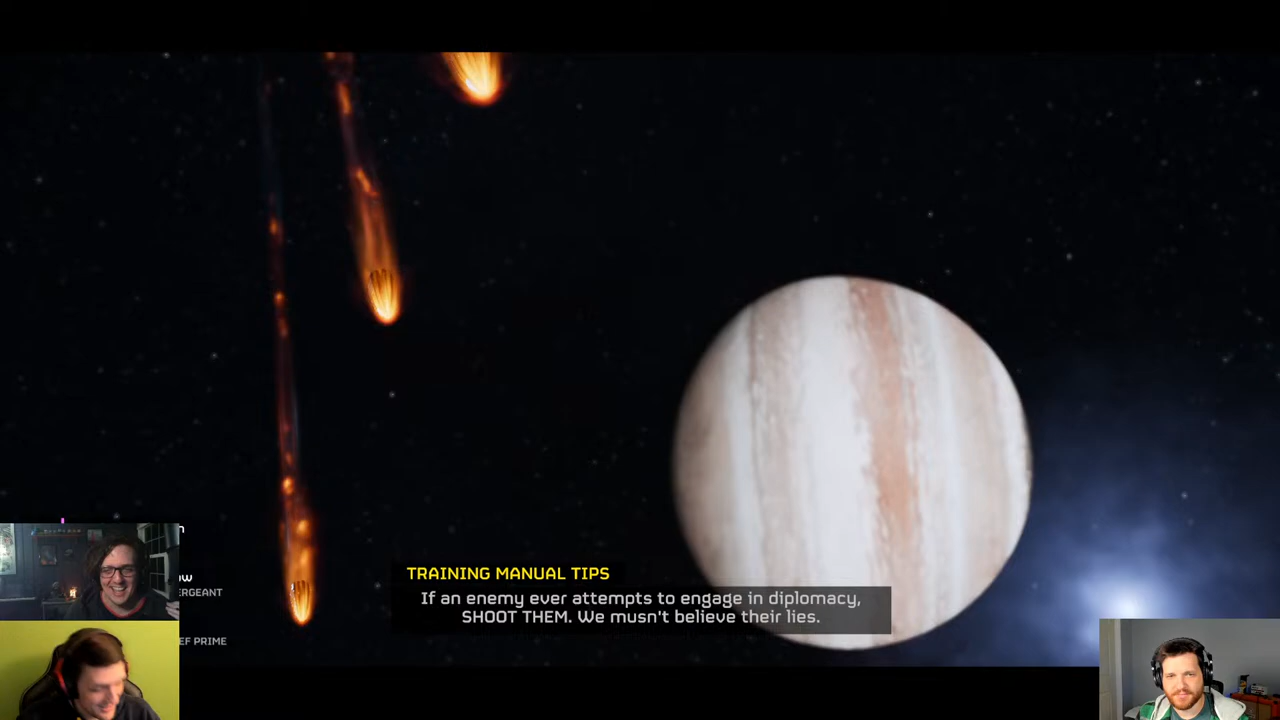 n
OW
ERGEANT
EF PRIME
TRAINING MANUAL TIPS
If an enemy ever attempts to engage in diplomacy,
SHOOT THEM. We musn't believe their lies.